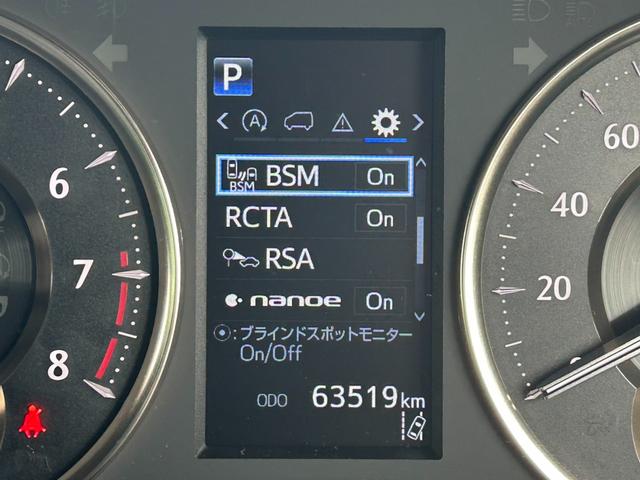 P
A
BSM BSM On
RCTA On
RSA
nanoe On
:ブラインドスポットモニター
On/Off
ODO 63519km
6
7
8
60
40
20